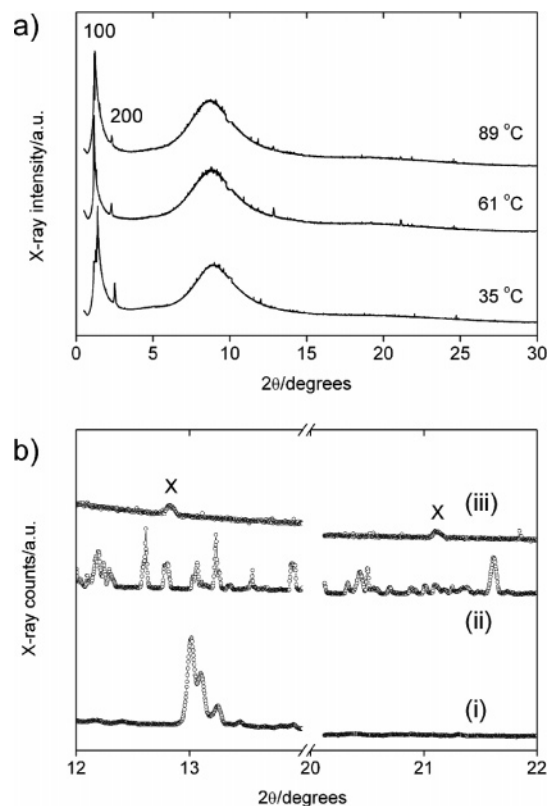 a)
100
200
89 °C
61 °C
35 °C
X-ray intensity/a.u.
0 5 10 15 20 25 30
2θ/degrees
b)
X X
(iii)
(ii)
(i)
X-ray counts/a.u.
12 13 20 21 22
2θ/degrees